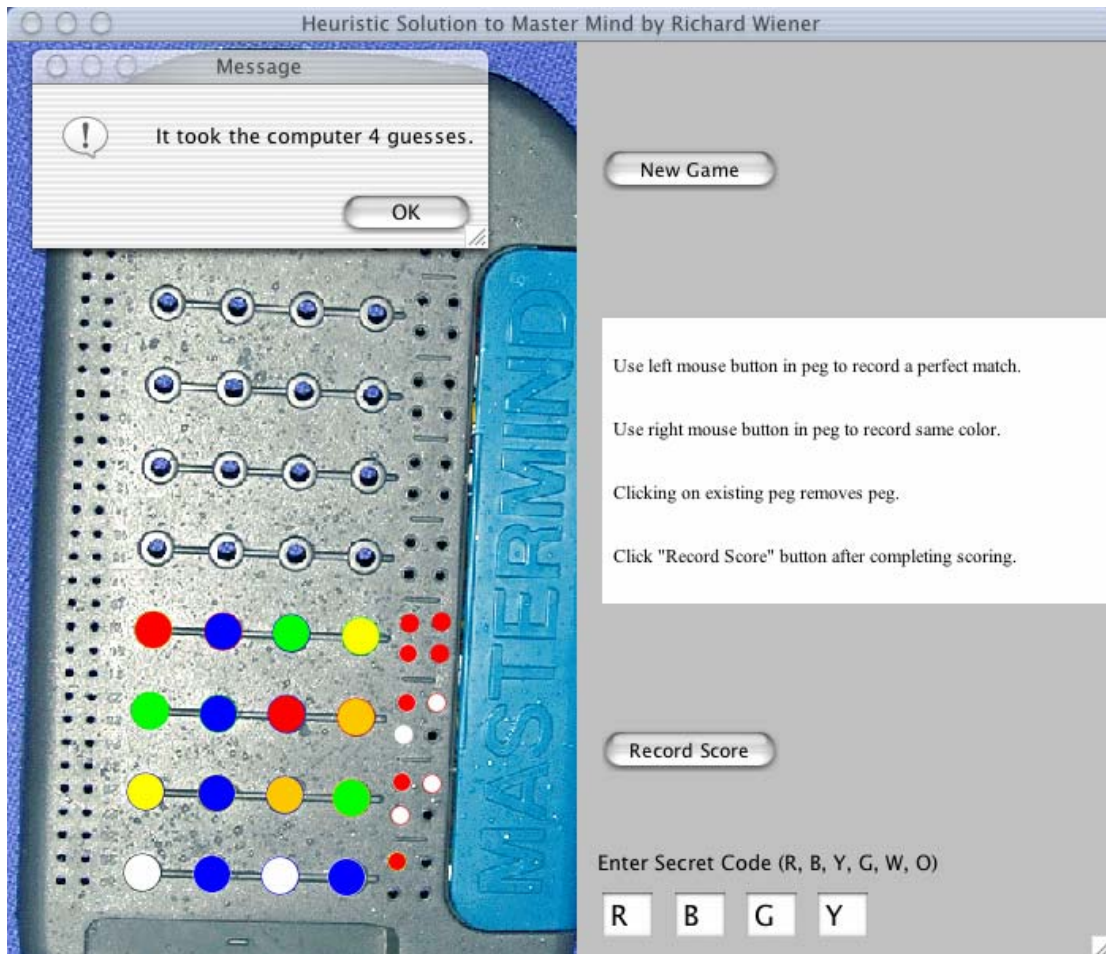 Heuristic Solution to Master Mind by Richard Wiener
Message
It took the computer 4 guesses.
OK
New Game
Use left mouse button in peg to record a perfect match.
Use right mouse button in peg to record same color.
Clicking on existing peg removes peg.
Click "Record Score" button after completing scoring.
MASTERMIND
Record Score
Enter Secret Code (R, B, Y, G, W, O)
R B G Y